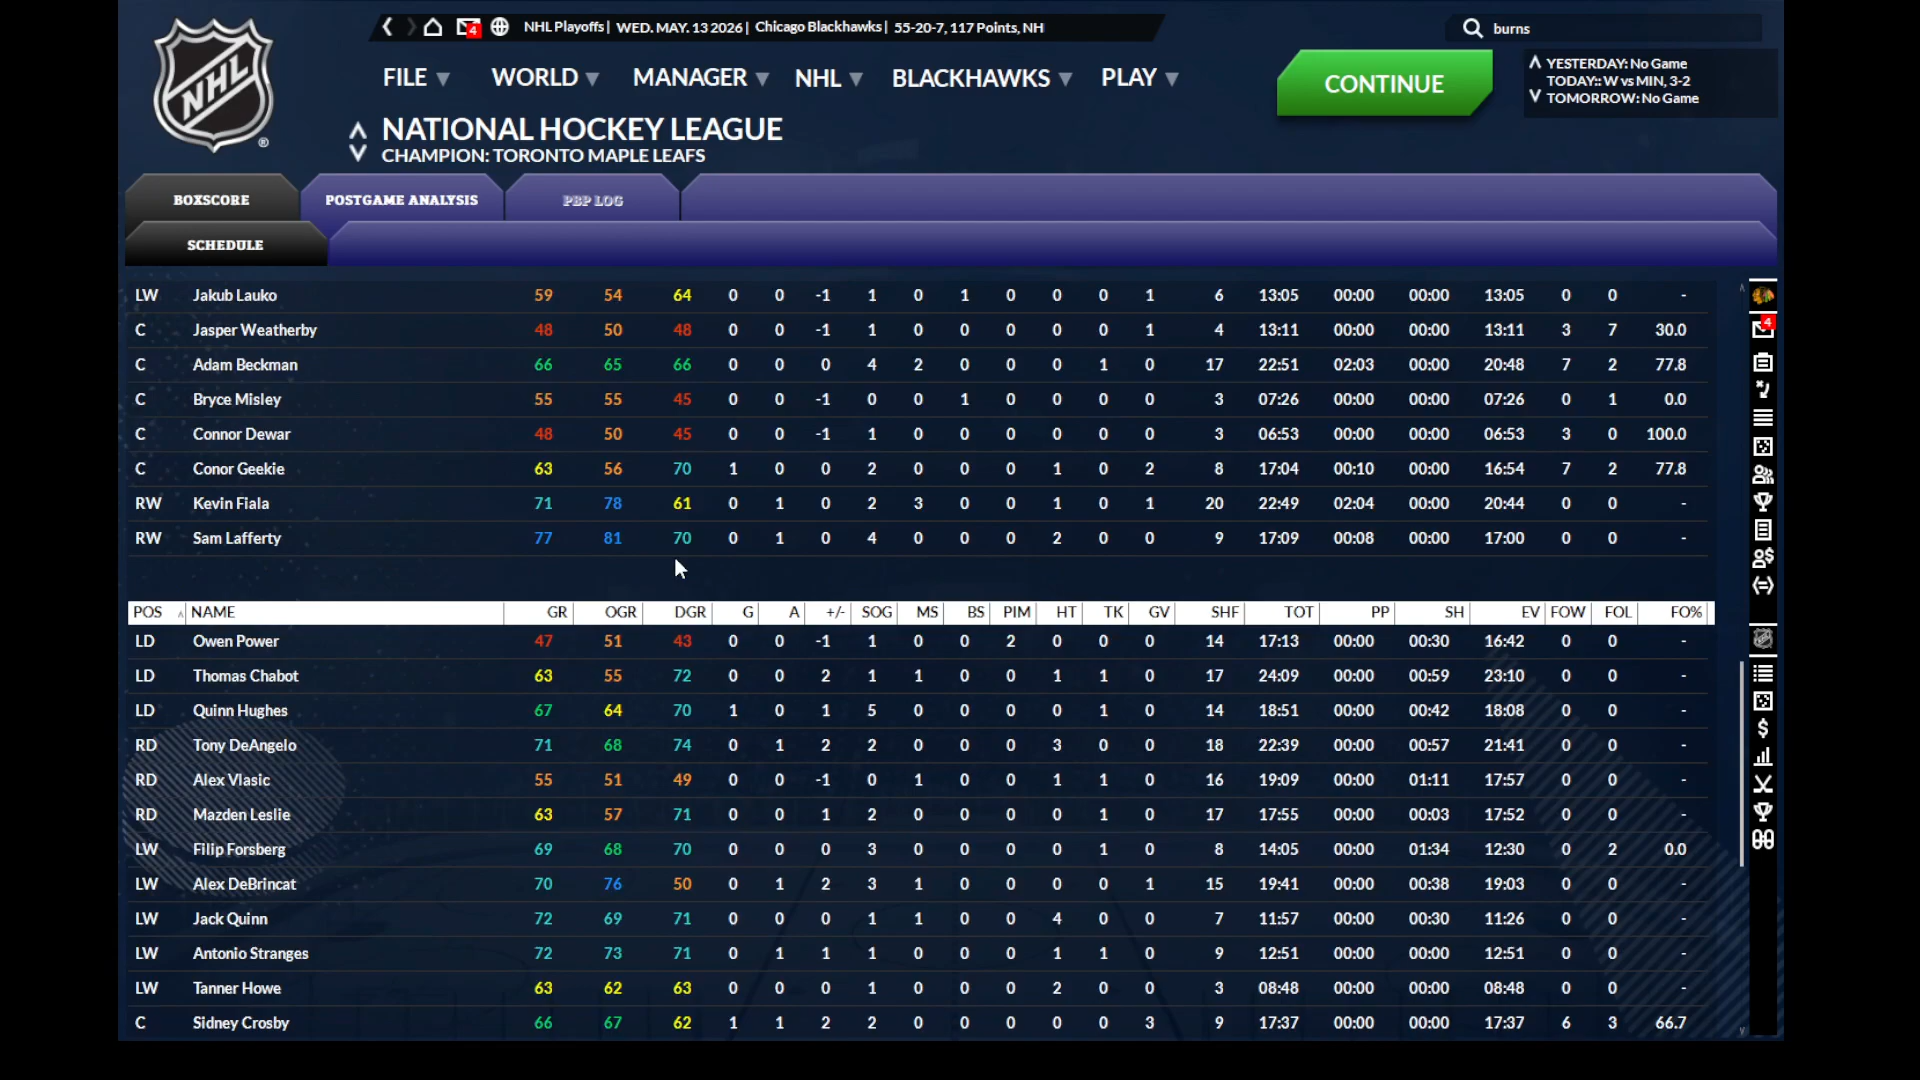 NHL
4
NHL Playoffs| WED. MAY. 13 2026| Chicago Blackhawks| 55-20-7, 117 Points, NH
burns
FILE WORLD MANAGER NHL BLACKHAWKS PLAY
CONTINUE
YESTERDAY: No Game
TODAY:: W vs MIN, 3-2
TOMORROW: No Game
NATIONAL HOCKEY LEAGUE
CHAMPION: TORONTO MAPLE LEAFS
BOXSCORE POSTGAME ANALYSIS PBP LOG
SCHEDULE
LW Jakub Lauko 59 54 64 0 0 -1 1 0 1 0 0 0 1 6 13:05 00:00 00:00 13:05 0 0 -
4
C Jasper Weatherby 48 50 48 0 0 -1 1 0 0 0 0 0 1 4 13:11 00:00 00:00 13:11 3 7 30.0
C Adam Beckman 66 65 66 0 0 0 4 2 0 0 0 1 0 17 22:51 02:03 00:00 20:48 7 2 77.8
C Bryce Misley 55 55 45 0 0 -1 0 0 1 0 0 0 0 3 07:26 00:00 00:00 07:26 0 1 0.0
C Connor Dewar 48 50 45 0 0 -1 1 0 0 0 0 0 0 3 06:53 00:00 00:00 06:53 3 0 100.0
C Conor Geekie 63 56 70 1 0 0 2 0 0 0 1 0 2 8 17:04 00:10 00:00 16:54 7 2 77.8
RW Kevin Fiala 71 78 61 0 1 0 2 3 0 0 1 0 1 20 22:49 02:04 00:00 20:44 0 0 -
RW Sam Lafferty 77 81 70 0 1 0 4 0 0 0 2 0 0 9 17:09 00:08 00:00 17:00 0 0 -
POS NAME GR OGR DGR G A +/- SOG MS BS PIM HT TK GV SHF TOT PP SH EV FOW FOL FO%
LD Owen Power 47 51 43 0 0 -1 1 0 0 2 0 0 0 14 17:13 00:00 00:30 16:42 0 0 -
LD Thomas Chabot 63 55 72 0 0 2 1 1 0 0 1 1 0 17 24:09 00:00 00:59 23:10 0 0 -
LD Quinn Hughes 67 64 70 1 0 1 5 0 0 0 0 1 0 14 18:51 00:00 00:42 18:08 0 0 -
RD Tony DeAngelo 71 68 74 0 1 2 2 0 0 0 3 0 0 18 22:39 00:00 00:57 21:41 0 0 -
RD Alex Vlasic 55 51 49 0 0 -1 0 1 0 0 1 1 0 16 19:09 00:00 01:11 17:57 0 0 -
RD Mazden Leslie 63 57 71 0 0 1 2 0 0 0 0 1 0 17 17:55 00:00 00:03 17:52 0 0 -
LW Filip Forsberg 69 68 70 0 0 0 3 0 0 0 0 1 0 8 14:05 00:00 01:34 12:30 0 2 0.0
LW Alex DeBrincat 70 76 50 0 1 2 3 1 0 0 0 0 1 15 19:41 00:00 00:38 19:03 0 0 -
LW Jack Quinn 72 69 71 0 0 0 1 1 0 0 4 0 0 7 11:57 00:00 00:30 11:26 0 0 -
LW Antonio Stranges 72 73 71 0 1 1 1 0 0 0 1 1 0 9 12:51 00:00 00:00 12:51 0 0 -
LW Tanner Howe 63 62 63 0 0 0 1 0 0 0 2 0 0 3 08:48 00:00 00:00 08:48 0 0 -
C Sidney Crosby 66 67 62 1 1 2 2 0 0 0 0 0 3 9 17:37 00:00 00:00 17:37 6 3 66.7